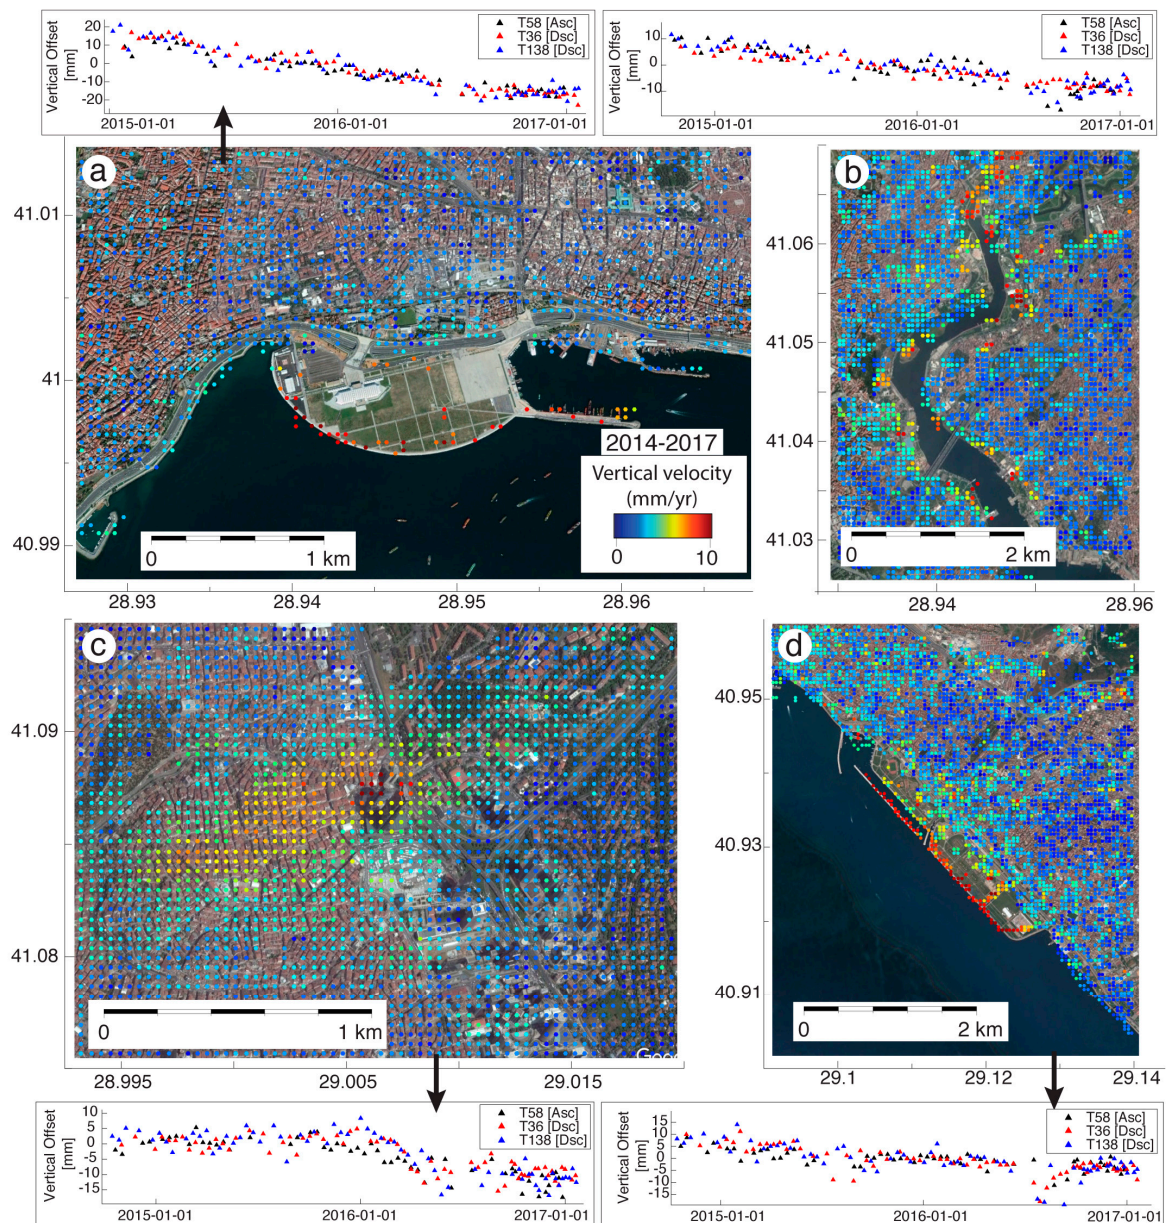 20
10
0
-10
-20
Vertical Offset
[mm]
T58 [Asc]
T36 [Dsc]
T138 [Dsc]
2015-01-01 2016-01-01 2017-01-01
10
0
-10
Vertical Offset
[mm]
T58 [Asc]
T36 [Dsc]
T138 [Dsc]
2015-01-01 2016-01-01 2017-01-01
a
41.01
41
40.99
2014-2017
Vertical velocity
(mm/yr)
0 10
0 1 km
28.93 28.94 28.95 28.96
b
41.06
41.05
41.04
41.03
0 2 km
28.94 28.96
c
41.09
41.08
0 1 km
Goo
28.995 29.005 29.015
d
40.95
40.93
40.91
0 2 km
29.1 29.12 29.14
10
5
0
-5
-10
-15
Vertical Offset
[mm]
T58 [Asc]
T36 [Dsc]
T138 [Dsc]
2015-01-01 2016-01-01 2017-01-01
15
10
5
0
-5
-10
-15
Vertical Offset
[mm]
T58 [Asc]
T36 [Dsc]
T138 [Dsc]
2015-01-01 2016-01-01 2017-01-01